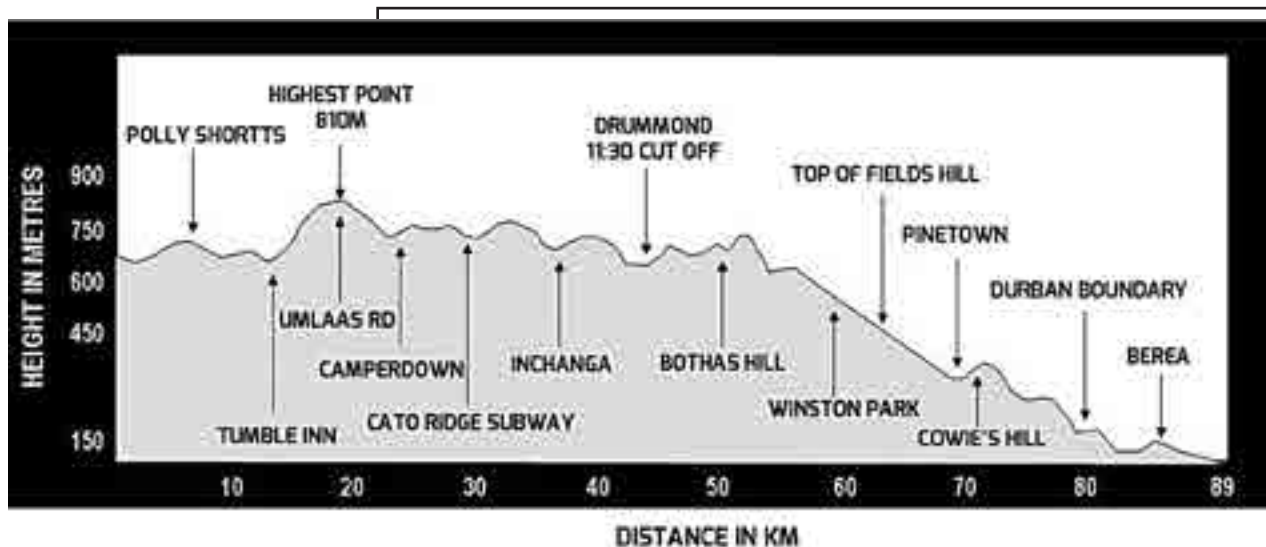 HIGHEST POINT
810M
POLLY SHORTTS
DRUMMOND
11:30 CUT OFF
TOP OF FIELDS HILL
PINETOWN
DURBAN BOUNDARY
BEREA
UMLAAS RD
CAMPERDOWN
INCHANGA
BOTHAS HILL
WINSTON PARK
TUMBLE INN
CATO RIDGE SUBWAY
COWIE'S HILL
HEIGHT IN METRES
900
750
600
450
150
10 20 30 40 50 60 70 80 89
DISTANCE IN KM